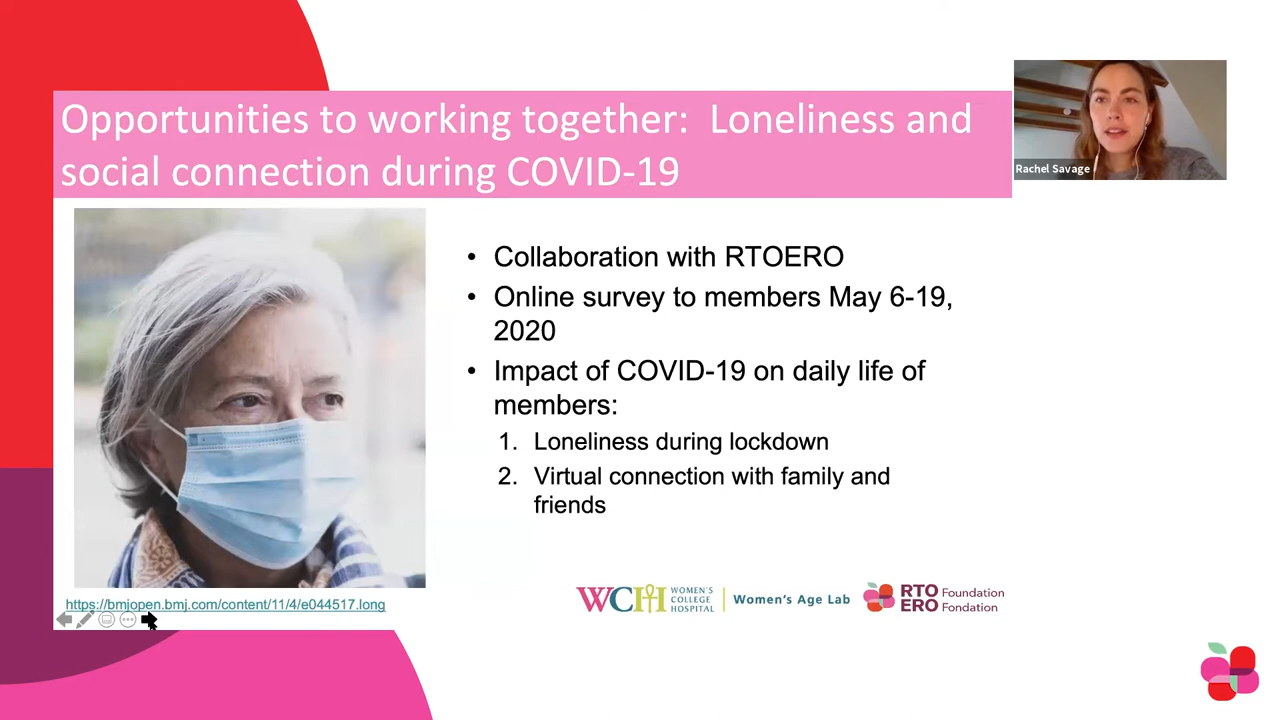 Opportunities to working together:  Loneliness and
social connection during COVID-19
Rachel Savage
• Collaboration with RTOERO
• Online survey to members May 6-19,
2020
• Impact of COVID-19 on daily life of
members:
1. Loneliness during lockdown
2. Virtual connection with family and
friends
https://bmjopen.bmj.com/content/11/4/e044517.long
WCH
WOMEN'S
COLLEGE
HOSPITAL
Women's Age Lab
RTO
ERO
Foundation
Fondation